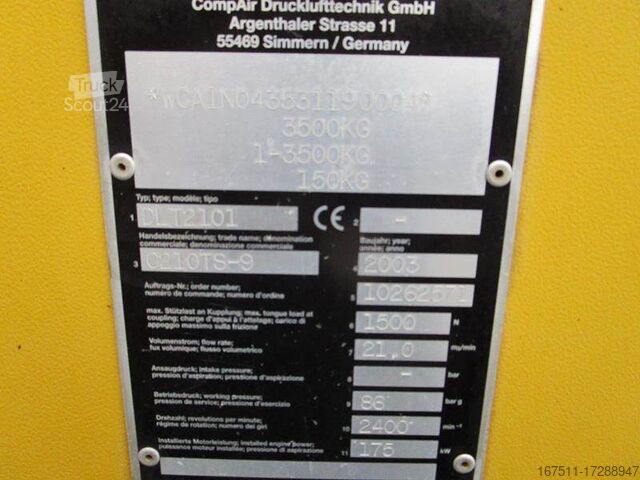 CompAir Drucklufttechnik GmbH
Argenthaler Strasse 11
55469 Simmern / Germany
Truck
Scout24
*WCA1N043531190004*
3500KG
1-3500KG
150KG
Typ; type; modèle; tipo
1 DLT2101 CE 2 -
Handelsbezeichnung; trade name; dénomination
commerciale; denominazione commerciale
Baujahr; year;
année; anno
3 C210TS-9 4 2003
Auftrags-Nr.; order number;
numéro de commande; numero d'ordine
5 10262571
max. Stützlast an Kupplung; max. tongue load at
coupling; charge d'appui à l'attelage; carico di
appoggio massimo sulla frizione
6 1500 N
Volumenstrom; flow rate;
flux volumique; flusso volumetrico
7 21,0 m³/min
Ansaugdruck; intake pressure;
pression d'aspiration; pressione d'aspirazione
8 - bar
Betriebsdruck; working pressure;
pression de service; pressione d'esercizio
9 86 bar g
Drehzahl; revolutions per minute;
régime de rotation; numero dei giri
10 2400 min⁻¹
Installierte Motorleistung; installed engine power;
puissance moteur installée; pressione di aspirazione
11 175 kW
167511-17288947